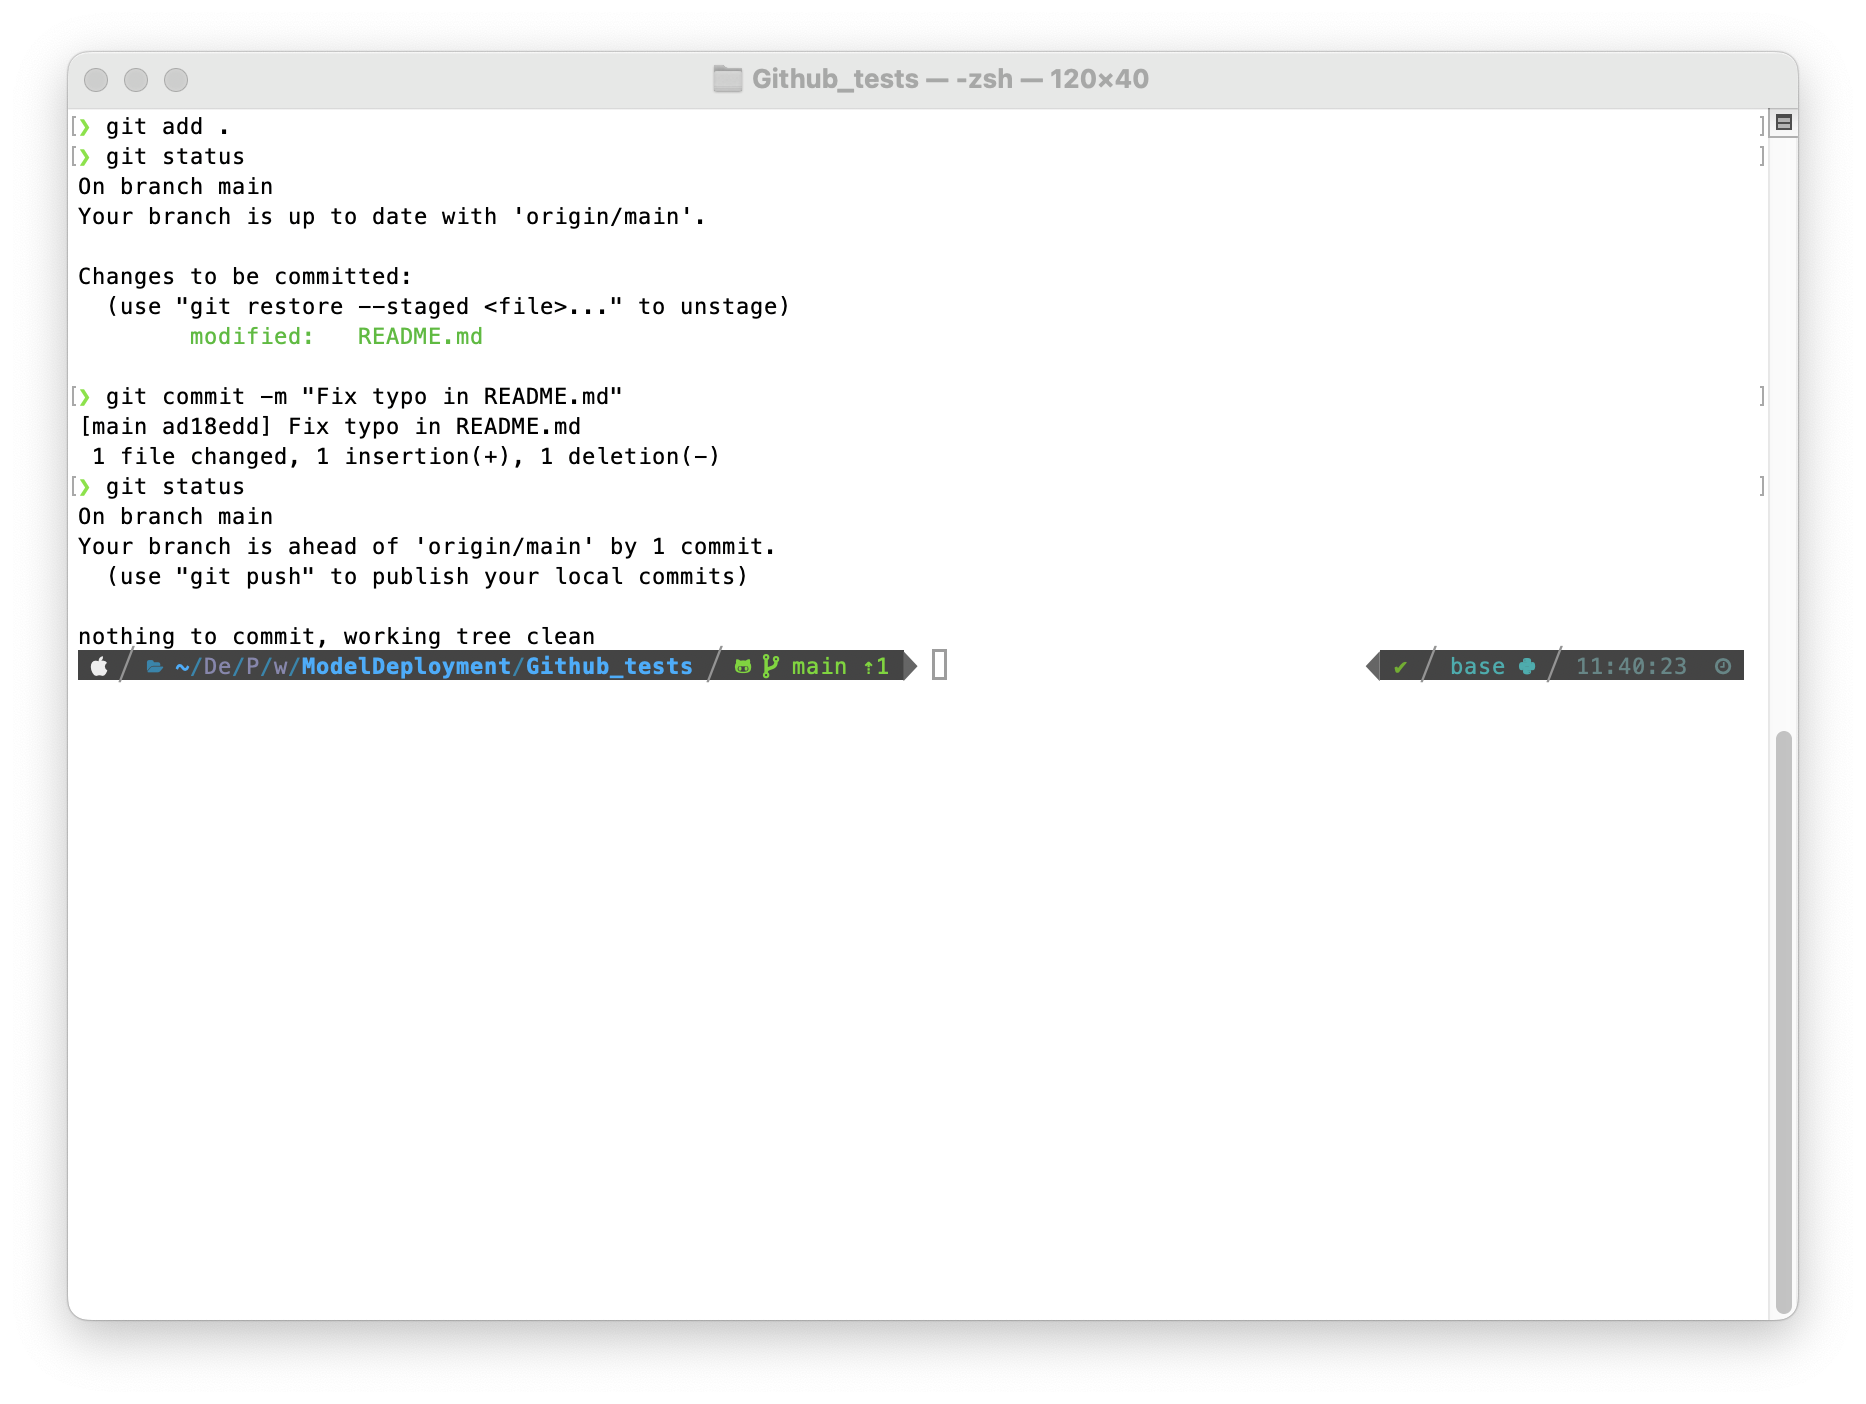 Github_tests — -zsh — 120×40
[❯ git add . ]
[❯ git status ]
On branch main
Your branch is up to date with 'origin/main'.
Changes to be committed:
(use "git restore --staged <file>..." to unstage)
modified:   README.md
[❯ git commit -m "Fix typo in README.md" ]
[main ad18edd] Fix typo in README.md
1 file changed, 1 insertion(+), 1 deletion(-)
[❯ git status ]
On branch main
Your branch is ahead of 'origin/main' by 1 commit.
(use "git push" to publish your local commits)
nothing to commit, working tree clean
~/De/P/w/ModelDeployment/Github_tests main ⇡1 ✔ base 11:40:23